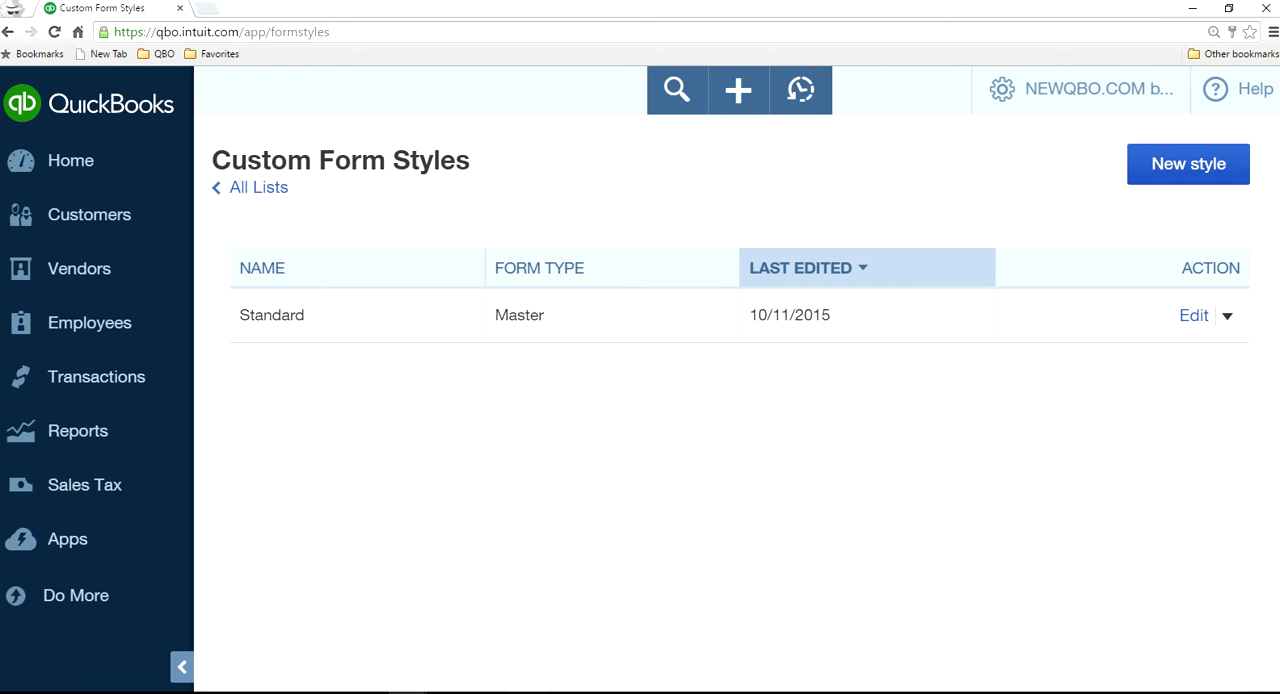 Custom Form Styles
https://qbo.intuit.com/app/formstyles
Bookmarks New Tab QBO Favorites Other bookmarks
qb QuickBooks
NEWQBO.COM b... Help
Home
Customers
Vendors
Employees
Transactions
Reports
Sales Tax
Apps
Do More
Custom Form Styles
All Lists
New style
NAME FORM TYPE LAST EDITED ACTION
Standard Master 10/11/2015 Edit